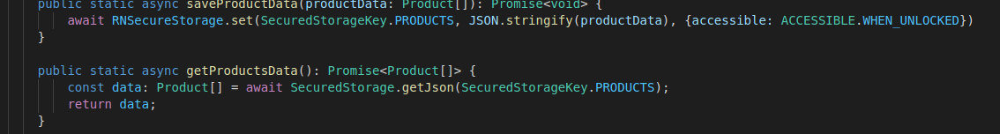 public static async saveProductData(productData: Product[]): Promise<void> {
await RNSecureStorage.set(SecuredStorageKey.PRODUCTS, JSON.stringify(productData), {accessible: ACCESSIBLE.WHEN_UNLOCKED})
}
public static async getProductsData(): Promise<Product[]> {
const data: Product[] = await SecuredStorage.getJson(SecuredStorageKey.PRODUCTS);
return data;
}